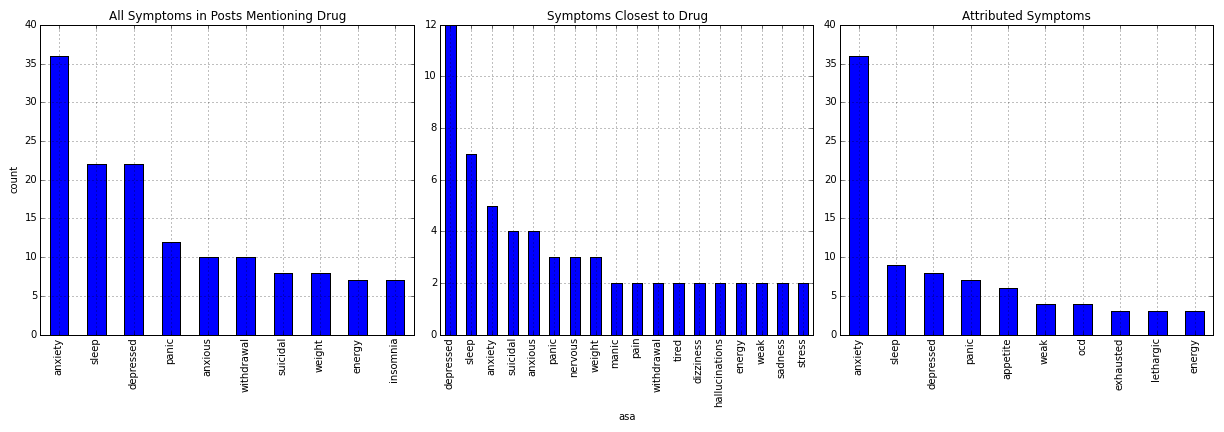 All Symptoms in Posts Mentioning Drug
count
40
35
30
25
20
15
10
5
0
anxiety
sleep
depressed
panic
anxious
withdrawal
suicidal
weight
energy
insomnia
Symptoms Closest to Drug
12
10
8
6
4
2
0
depressed
sleep
anxiety
suicidal
anxious
panic
nervous
weight
manic
pain
withdrawal
tired
dizziness
hallucinations
energy
weak
sadness
stress
asa
Attributed Symptoms
40
35
30
25
20
15
10
5
0
anxiety
sleep
depressed
panic
appetite
weak
ocd
exhausted
lethargic
energy